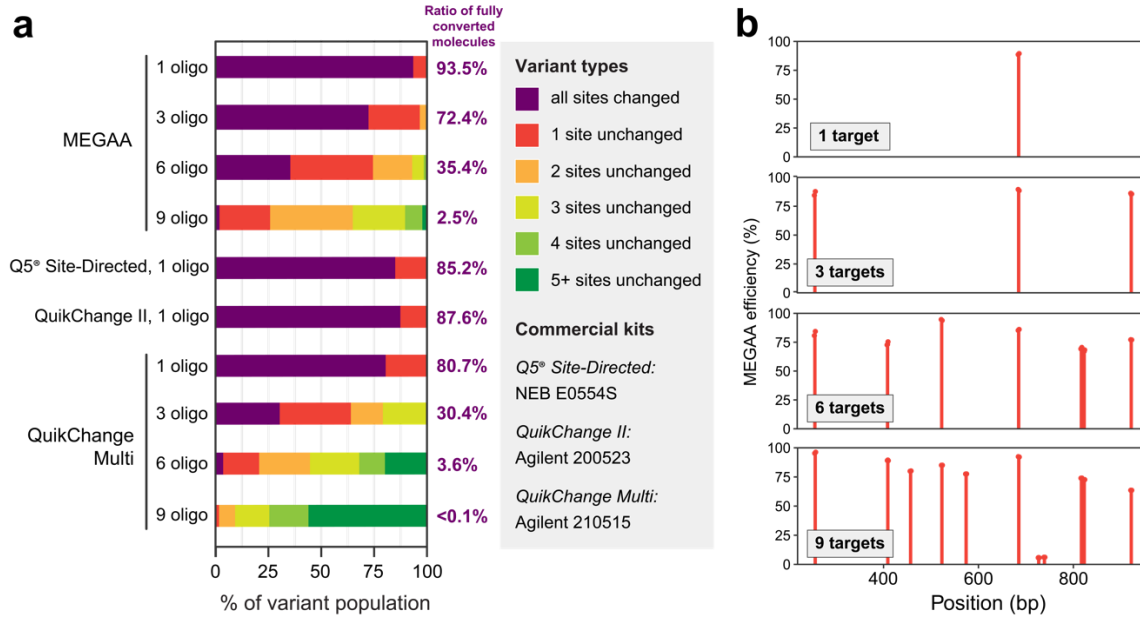 a
Ratio of fully
converted
molecules
MEGAA
1 oligo
93.5%
3 oligo
72.4%
6 oligo
35.4%
9 oligo
2.5%
Q5® Site-Directed, 1 oligo
85.2%
QuikChange II, 1 oligo
87.6%
QuikChange
Multi
1 oligo
80.7%
3 oligo
30.4%
6 oligo
3.6%
9 oligo
<0.1%
0 25 50 75 100
% of variant population
Variant types
all sites changed
1 site unchanged
2 sites unchanged
3 sites unchanged
4 sites unchanged
5+ sites unchanged
Commercial kits
Q5® Site-Directed:
NEB E0554S
QuikChange II:
Agilent 200523
QuikChange Multi:
Agilent 210515
b
MEGAA efficiency (%)
100
75
50
25
0
1 target
100
75
50
25
0
3 targets
100
75
50
25
0
6 targets
100
75
50
25
0
9 targets
400 600 800
Position (bp)